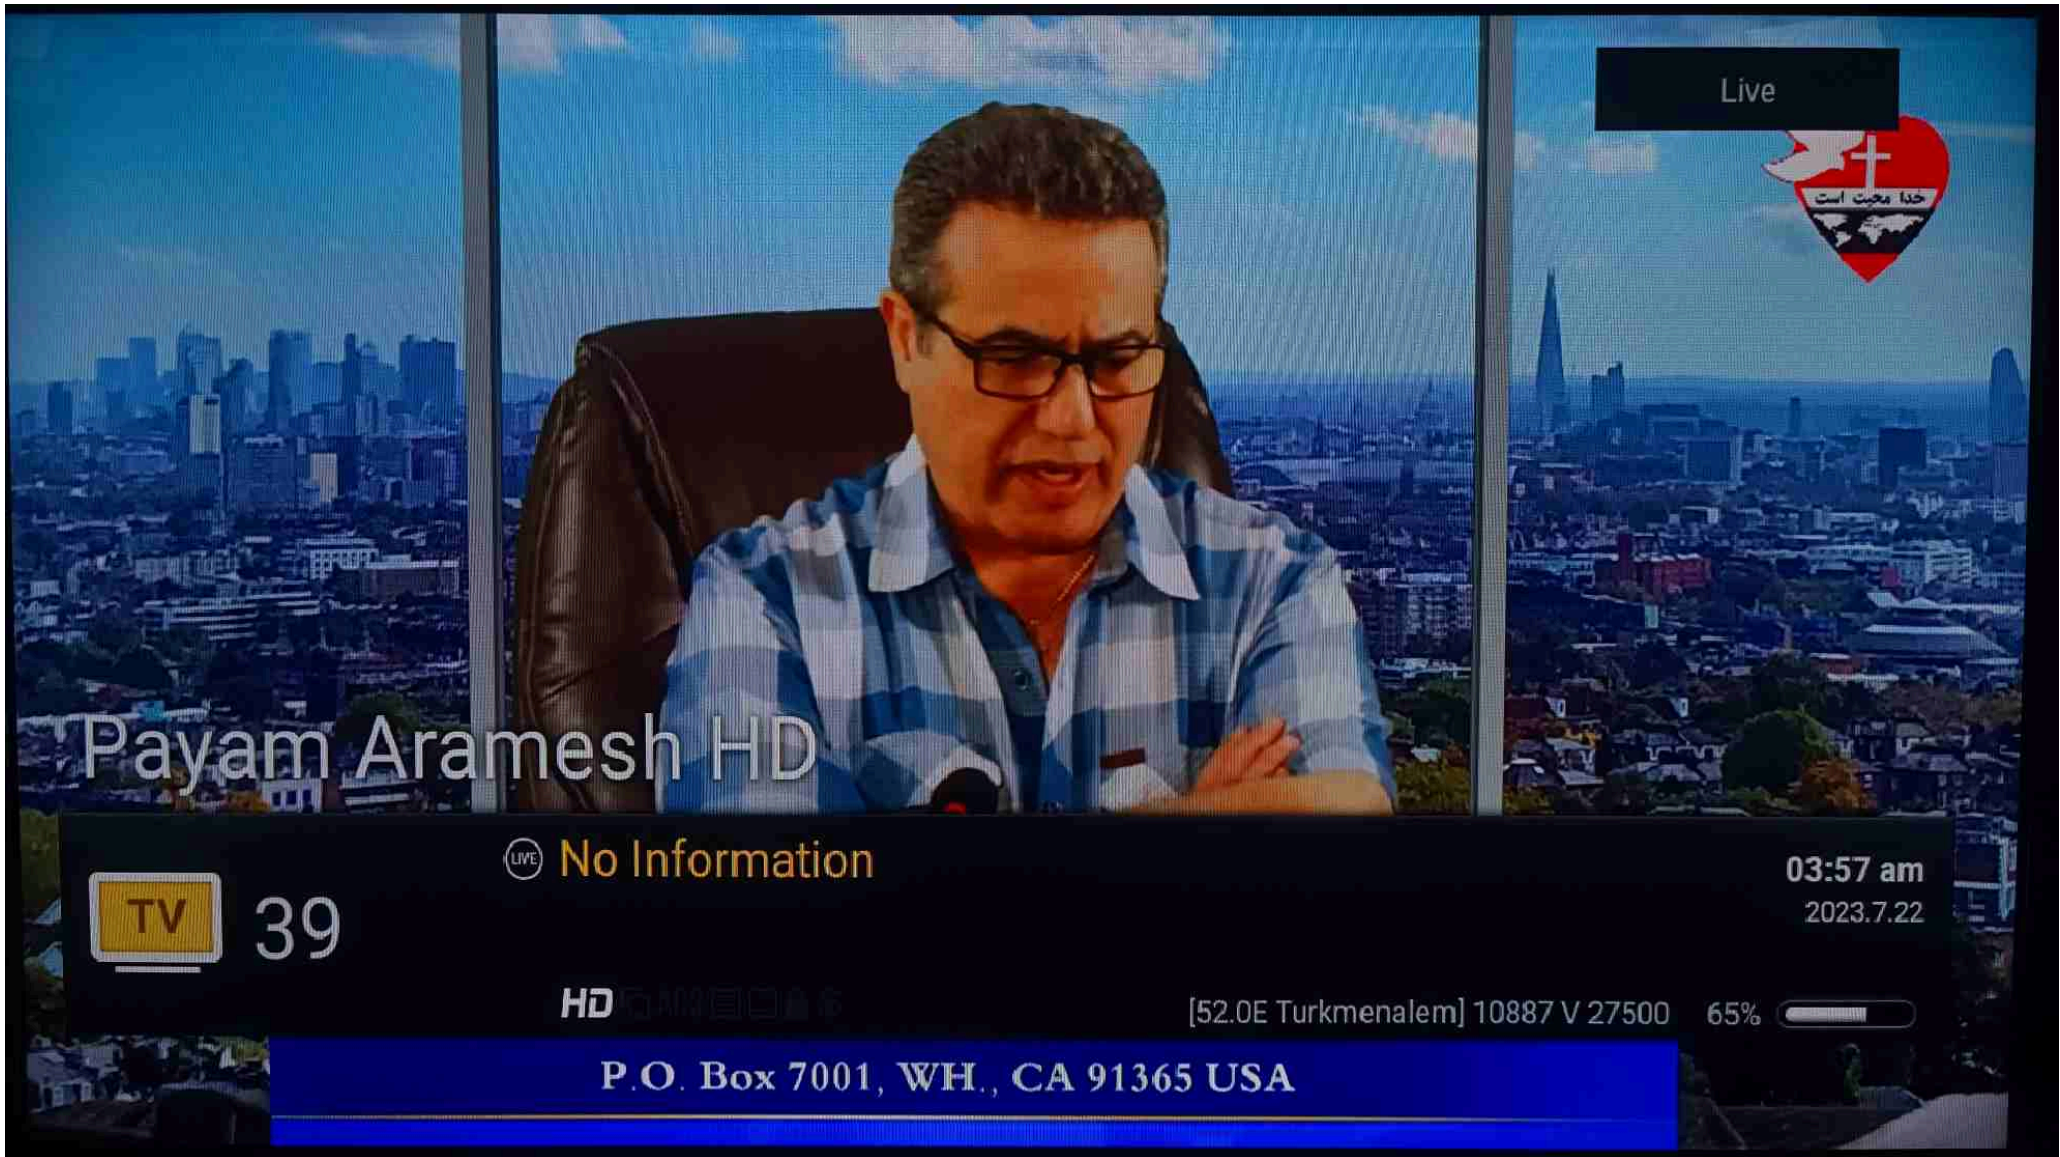 Live
خدا محبت است
Payam Aramesh HD
LIVE No Information
03:57 am
TV 39
2023.7.22
HD
[52.0E Turkmenalem] 10887 V 27500 65%
P.O. Box 7001, WH., CA 91365 USA